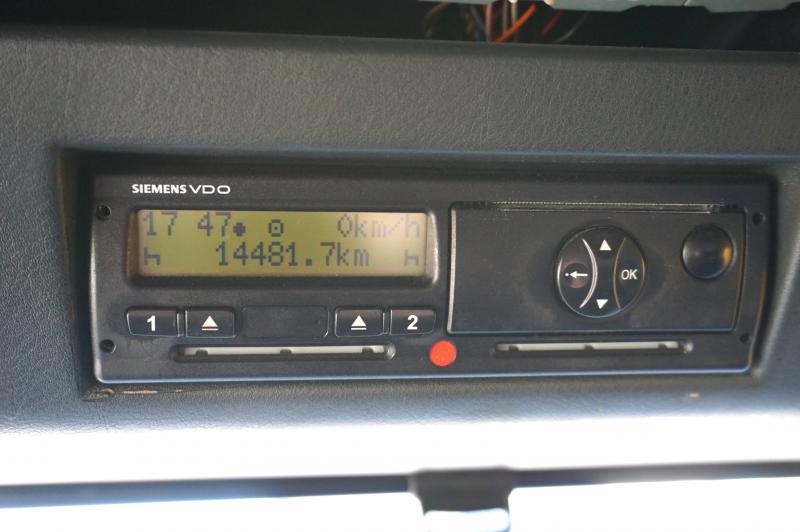 SIEMENS VDO
17 47 0km/h
14481.7km
1 2
OK